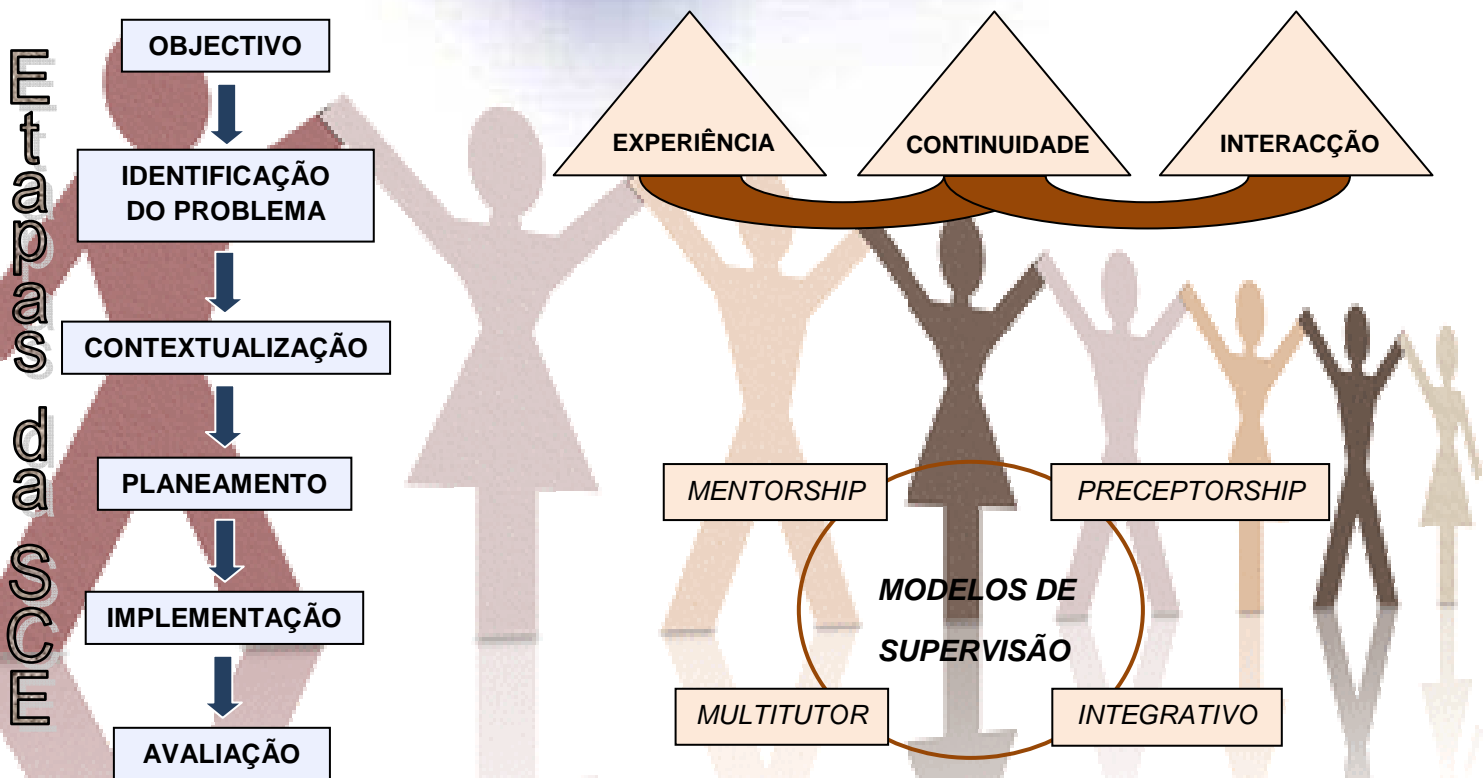 Etapas da SCE
OBJECTIVO
IDENTIFICAÇÃO
DO PROBLEMA
CONTEXTUALIZAÇÃO
PLANEAMENTO
IMPLEMENTAÇÃO
AVALIAÇÃO
EXPERIÊNCIA
CONTINUIDADE
INTERACÇÃO
MENTORSHIP
PRECEPTORSHIP
MODELOS DE
SUPERVISÃO
MULTITUTOR
INTEGRATIVO